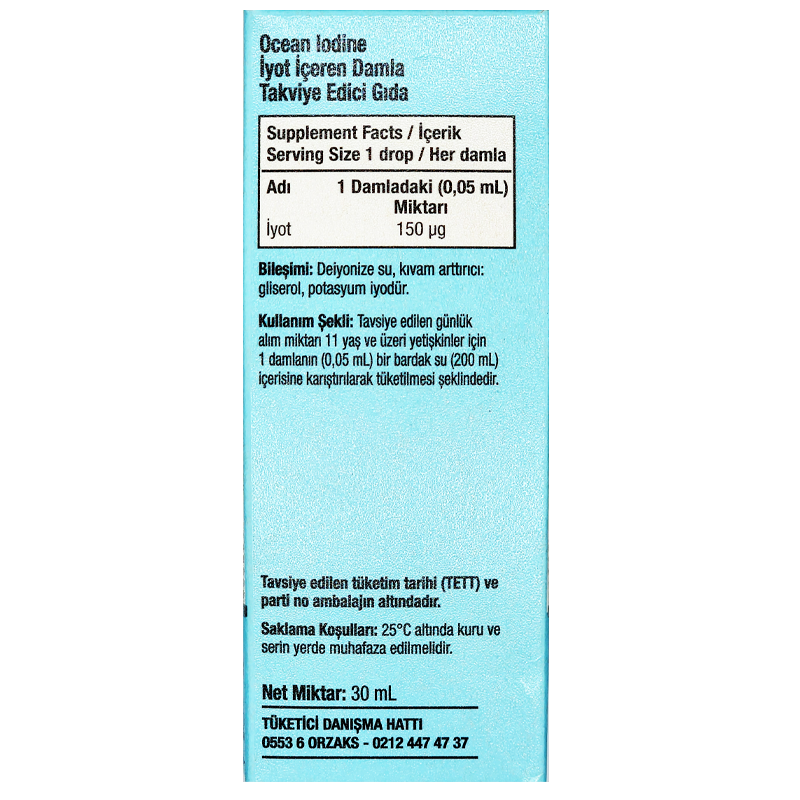 Ocean Iodine
İyot İçeren Damla
Takviye Edici Gıda
Supplement Facts / İçerik
Serving Size 1 drop / Her damla
Adı 1 Damladaki (0,05 mL)
Miktarı
İyot 150 µg
Bileşimi: Deiyonize su, kıvam arttırıcı:
gliserol, potasyum iyodür.
Kullanım Şekli: Tavsiye edilen günlük
alım miktarı 11 yaş ve üzeri yetişkinler için
1 damlanın (0,05 mL) bir bardak su (200 mL)
içerisine karıştırılarak tüketilmesi şeklindedir.
Tavsiye edilen tüketim tarihi (TETT) ve
parti no ambalajın altındadır.
Saklama Koşulları: 25°C altında kuru ve
serin yerde muhafaza edilmelidir.
Net Miktar: 30 mL
TÜKETİCİ DANIŞMA HATTI
0553 6 ORZAKS - 0212 447 47 37